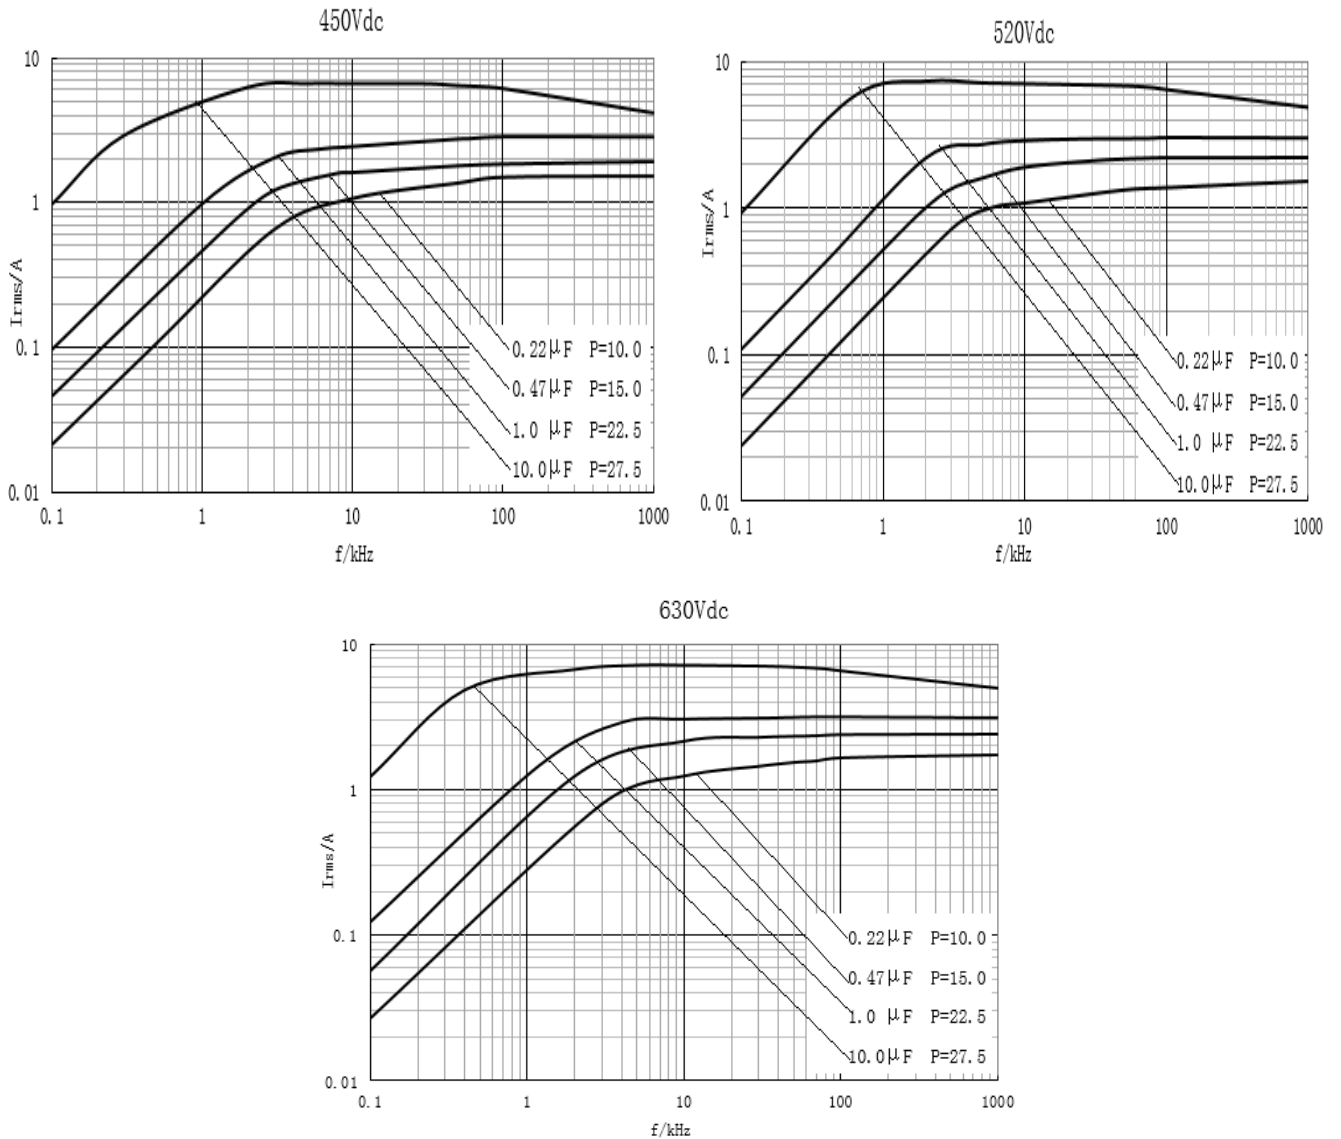 450Vdc
10
1
0.1
0.01
Irms/A
0.22μF P=10.0
0.47μF P=15.0
1.0 μF P=22.5
10.0μF P=27.5
0.1 1 10 100 1000
f/kHz
520Vdc
10
1
0.1
0.01
Irms/A
0.22μF P=10.0
0.47μF P=15.0
1.0 μF P=22.5
10.0μF P=27.5
0.1 1 10 100 1000
f/kHz
630Vdc
10
1
0.1
0.01
Irms/A
0.22μF P=10.0
0.47μF P=15.0
1.0 μF P=22.5
10.0μF P=27.5
0.1 1 10 100 1000
f/kHz